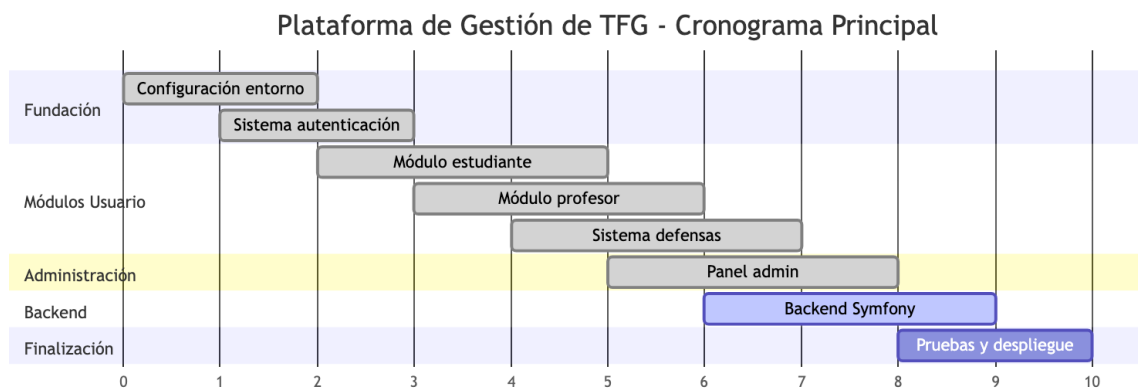 Plataforma de Gestión de TFG - Cronograma Principal
Configuración entorno
Fundación
Sistema autenticación
Módulo estudiante
Módulos Usuario
Módulo profesor
Sistema defensas
Administración
Panel admin
Backend
Backend Symfony
Finalización
Pruebas y despliegue
0 1 2 3 4 5 6 7 8 9 10